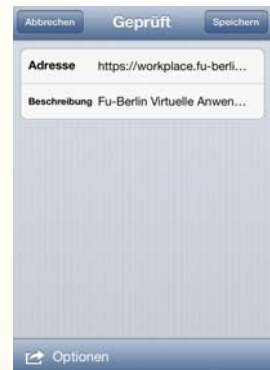 Abbrechen Geprüft Speichern
Adresse https://workplace.fu-berli...
Beschreibung Fu-Berlin Virtuelle Anwen...
Optionen